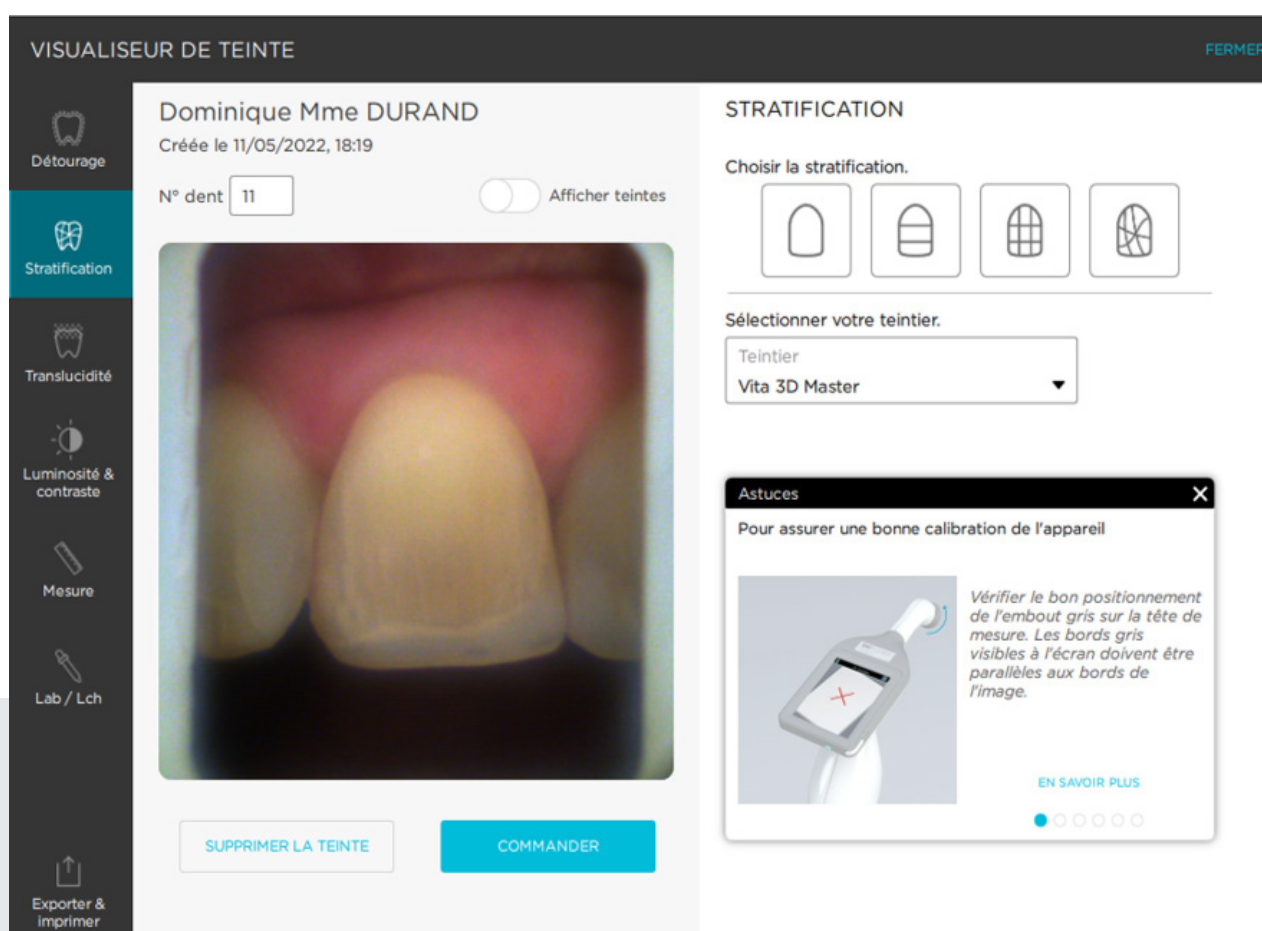 VISUALISEUR DE TEINTE
FERMER
Détourage
Stratification
Translucidité
Luminosité &
contraste
Mesure
Lab / Lch
Exporter &
imprimer
Dominique Mme DURAND
Créée le 11/05/2022, 18:19
N° dent 11
Afficher teintes
SUPPRIMER LA TEINTE
COMMANDER
STRATIFICATION
Choisir la stratification.
Sélectionner votre teintier.
Teintier
Vita 3D Master
Astuces
Pour assurer une bonne calibration de l'appareil
Vérifier le bon positionnement
de l'embout gris sur la tête de
mesure. Les bords gris
visibles à l'écran doivent être
parallèles aux bords de
l'image.
EN SAVOIR PLUS